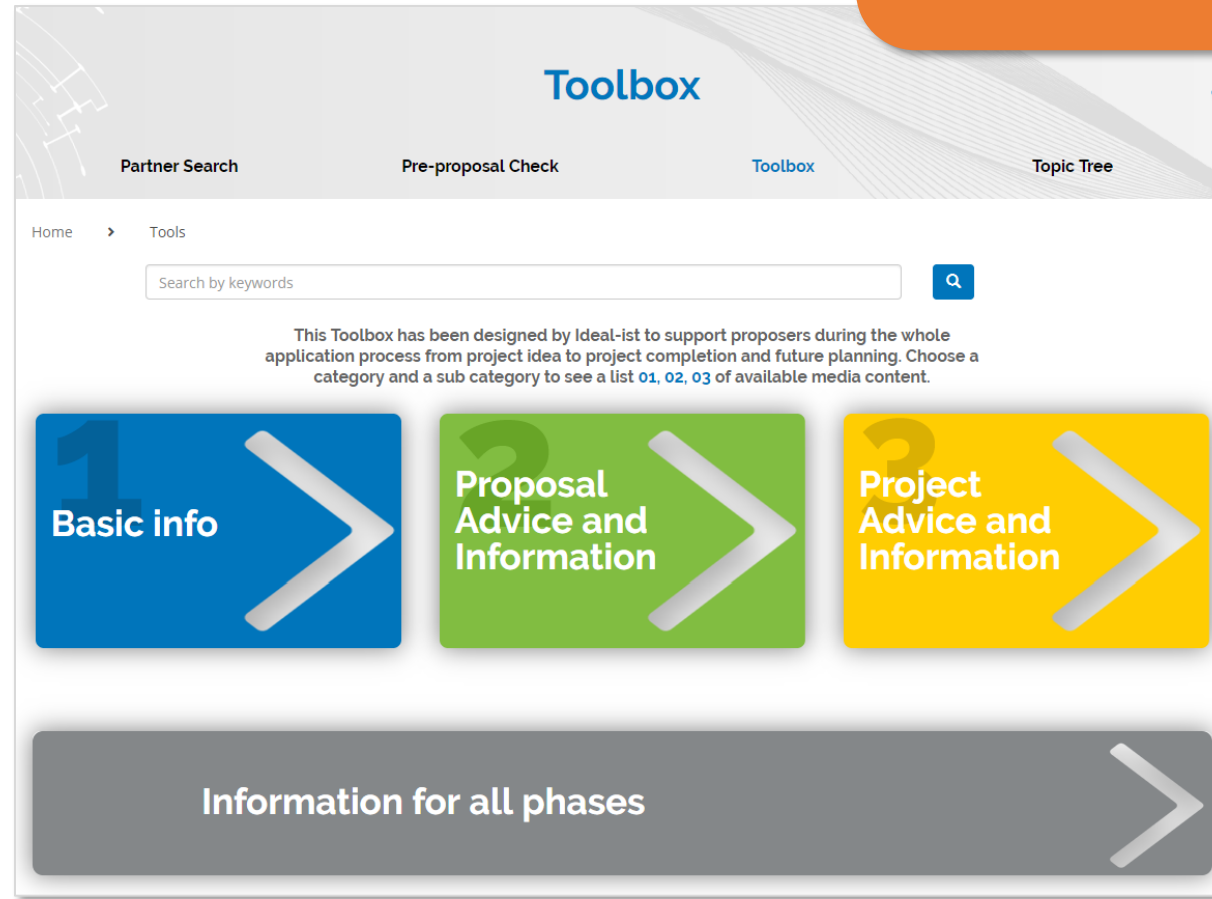 Toolbox
Partner Search
Pre-proposal Check
Toolbox
Topic Tree
Home > Tools
Search by keywords
This Toolbox has been designed by Ideal-ist to support proposers during the whole
application process from project idea to project completion and future planning. Choose a
category and a sub category to see a list 01, 02, 03 of available media content.
1
Basic info
2
Proposal
Advice and
Information
3
Project
Advice and
Information
Information for all phases